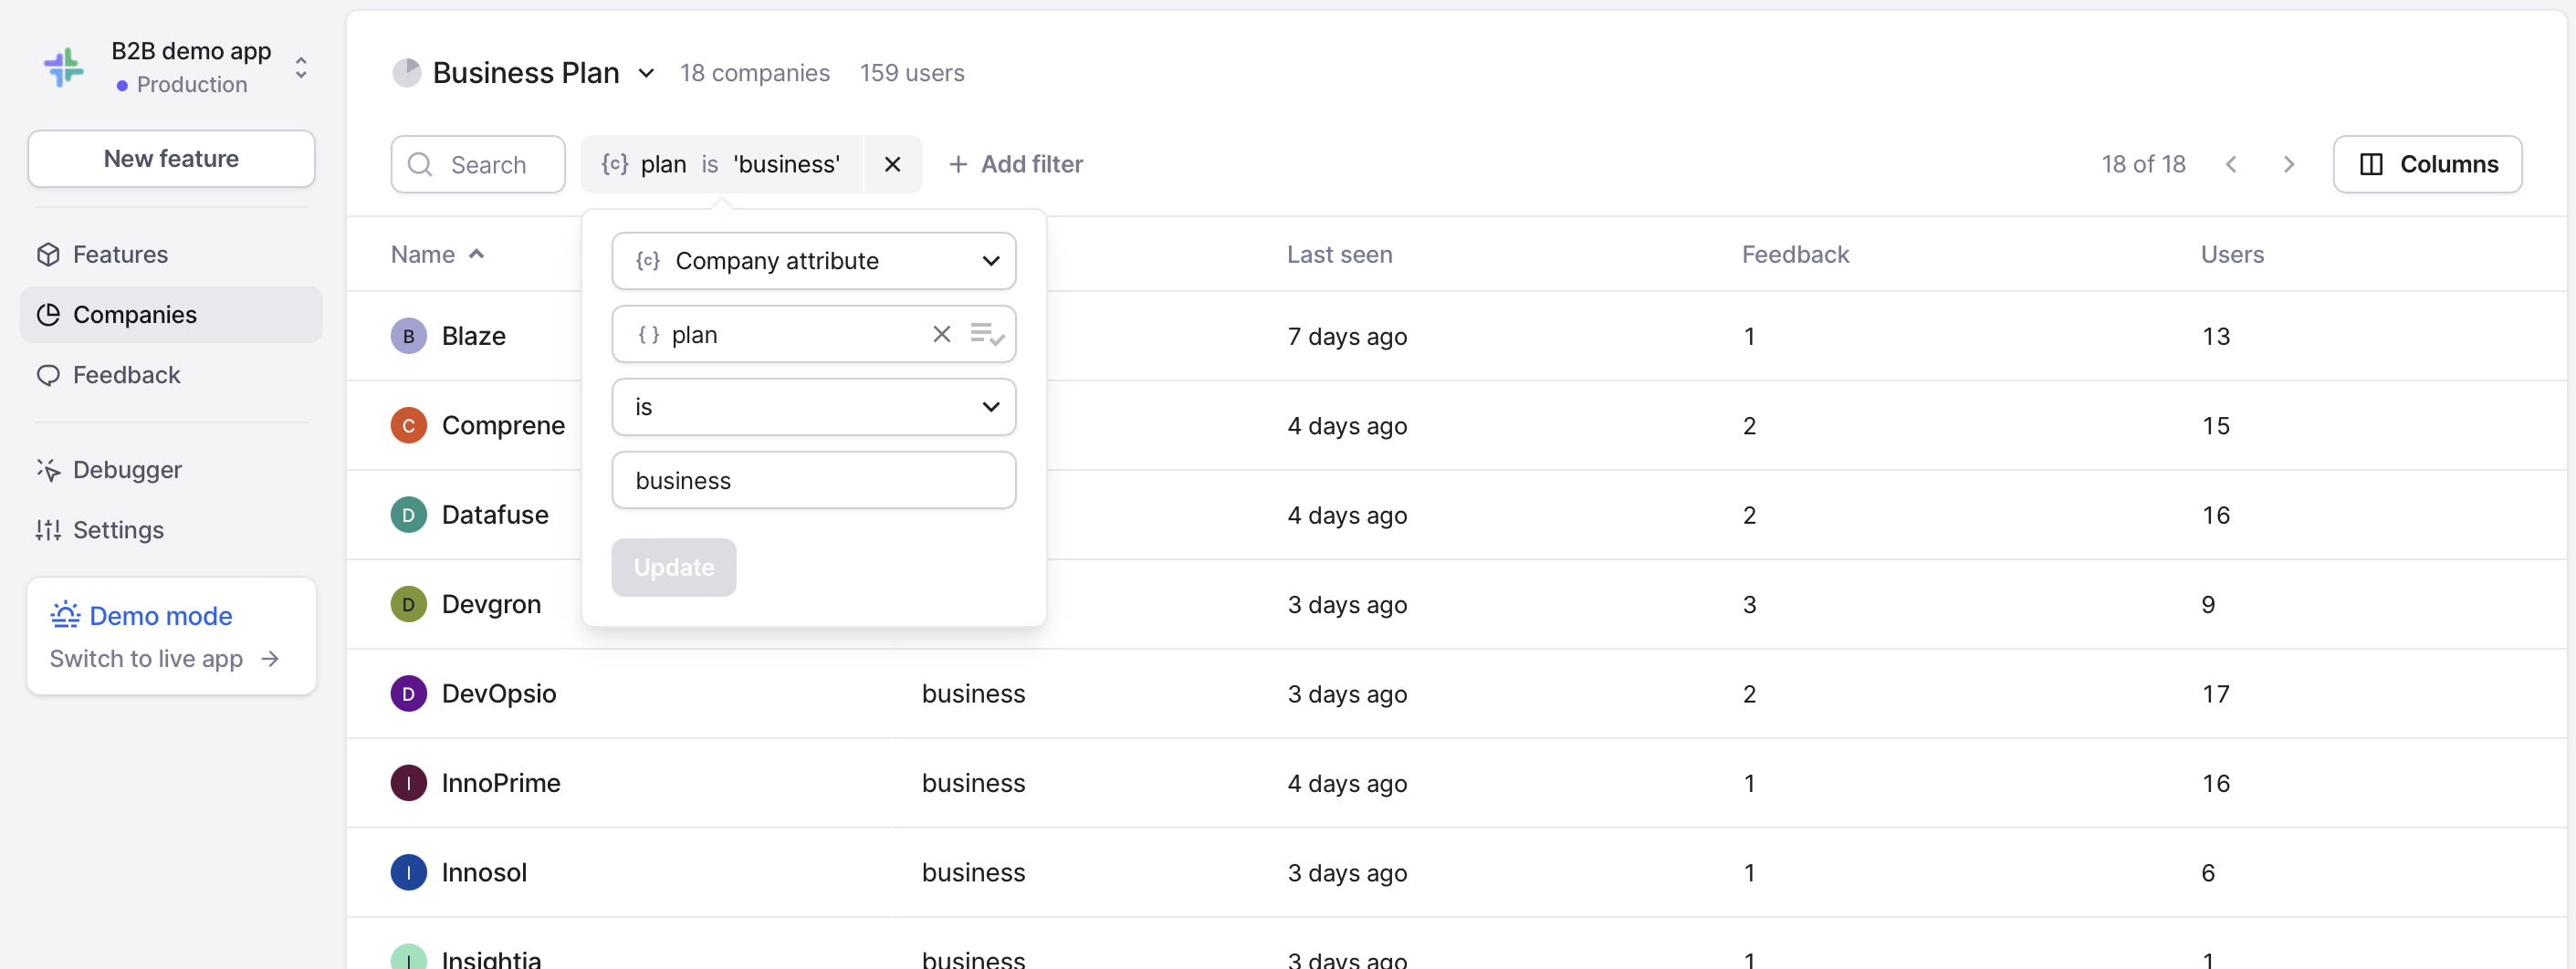 B2B demo app
Production
New feature
Features
Companies
Feedback
Debugger
Settings
Demo mode
Switch to live app →
Business Plan 18 companies 159 users
Search {c} plan is 'business' × + Add filter 18 of 18 < > Columns
Name Last seen Feedback Users
{c} Company attribute
{ } plan
is
business
Update
B Blaze 7 days ago 1 13
C Comprene 4 days ago 2 15
D Datafuse 4 days ago 2 16
D Devgron 3 days ago 3 9
D DevOpsio business 3 days ago 2 17
I InnoPrime business 4 days ago 1 16
I Innosol business 3 days ago 1 6
I Insightia business 3 days ago 1 1